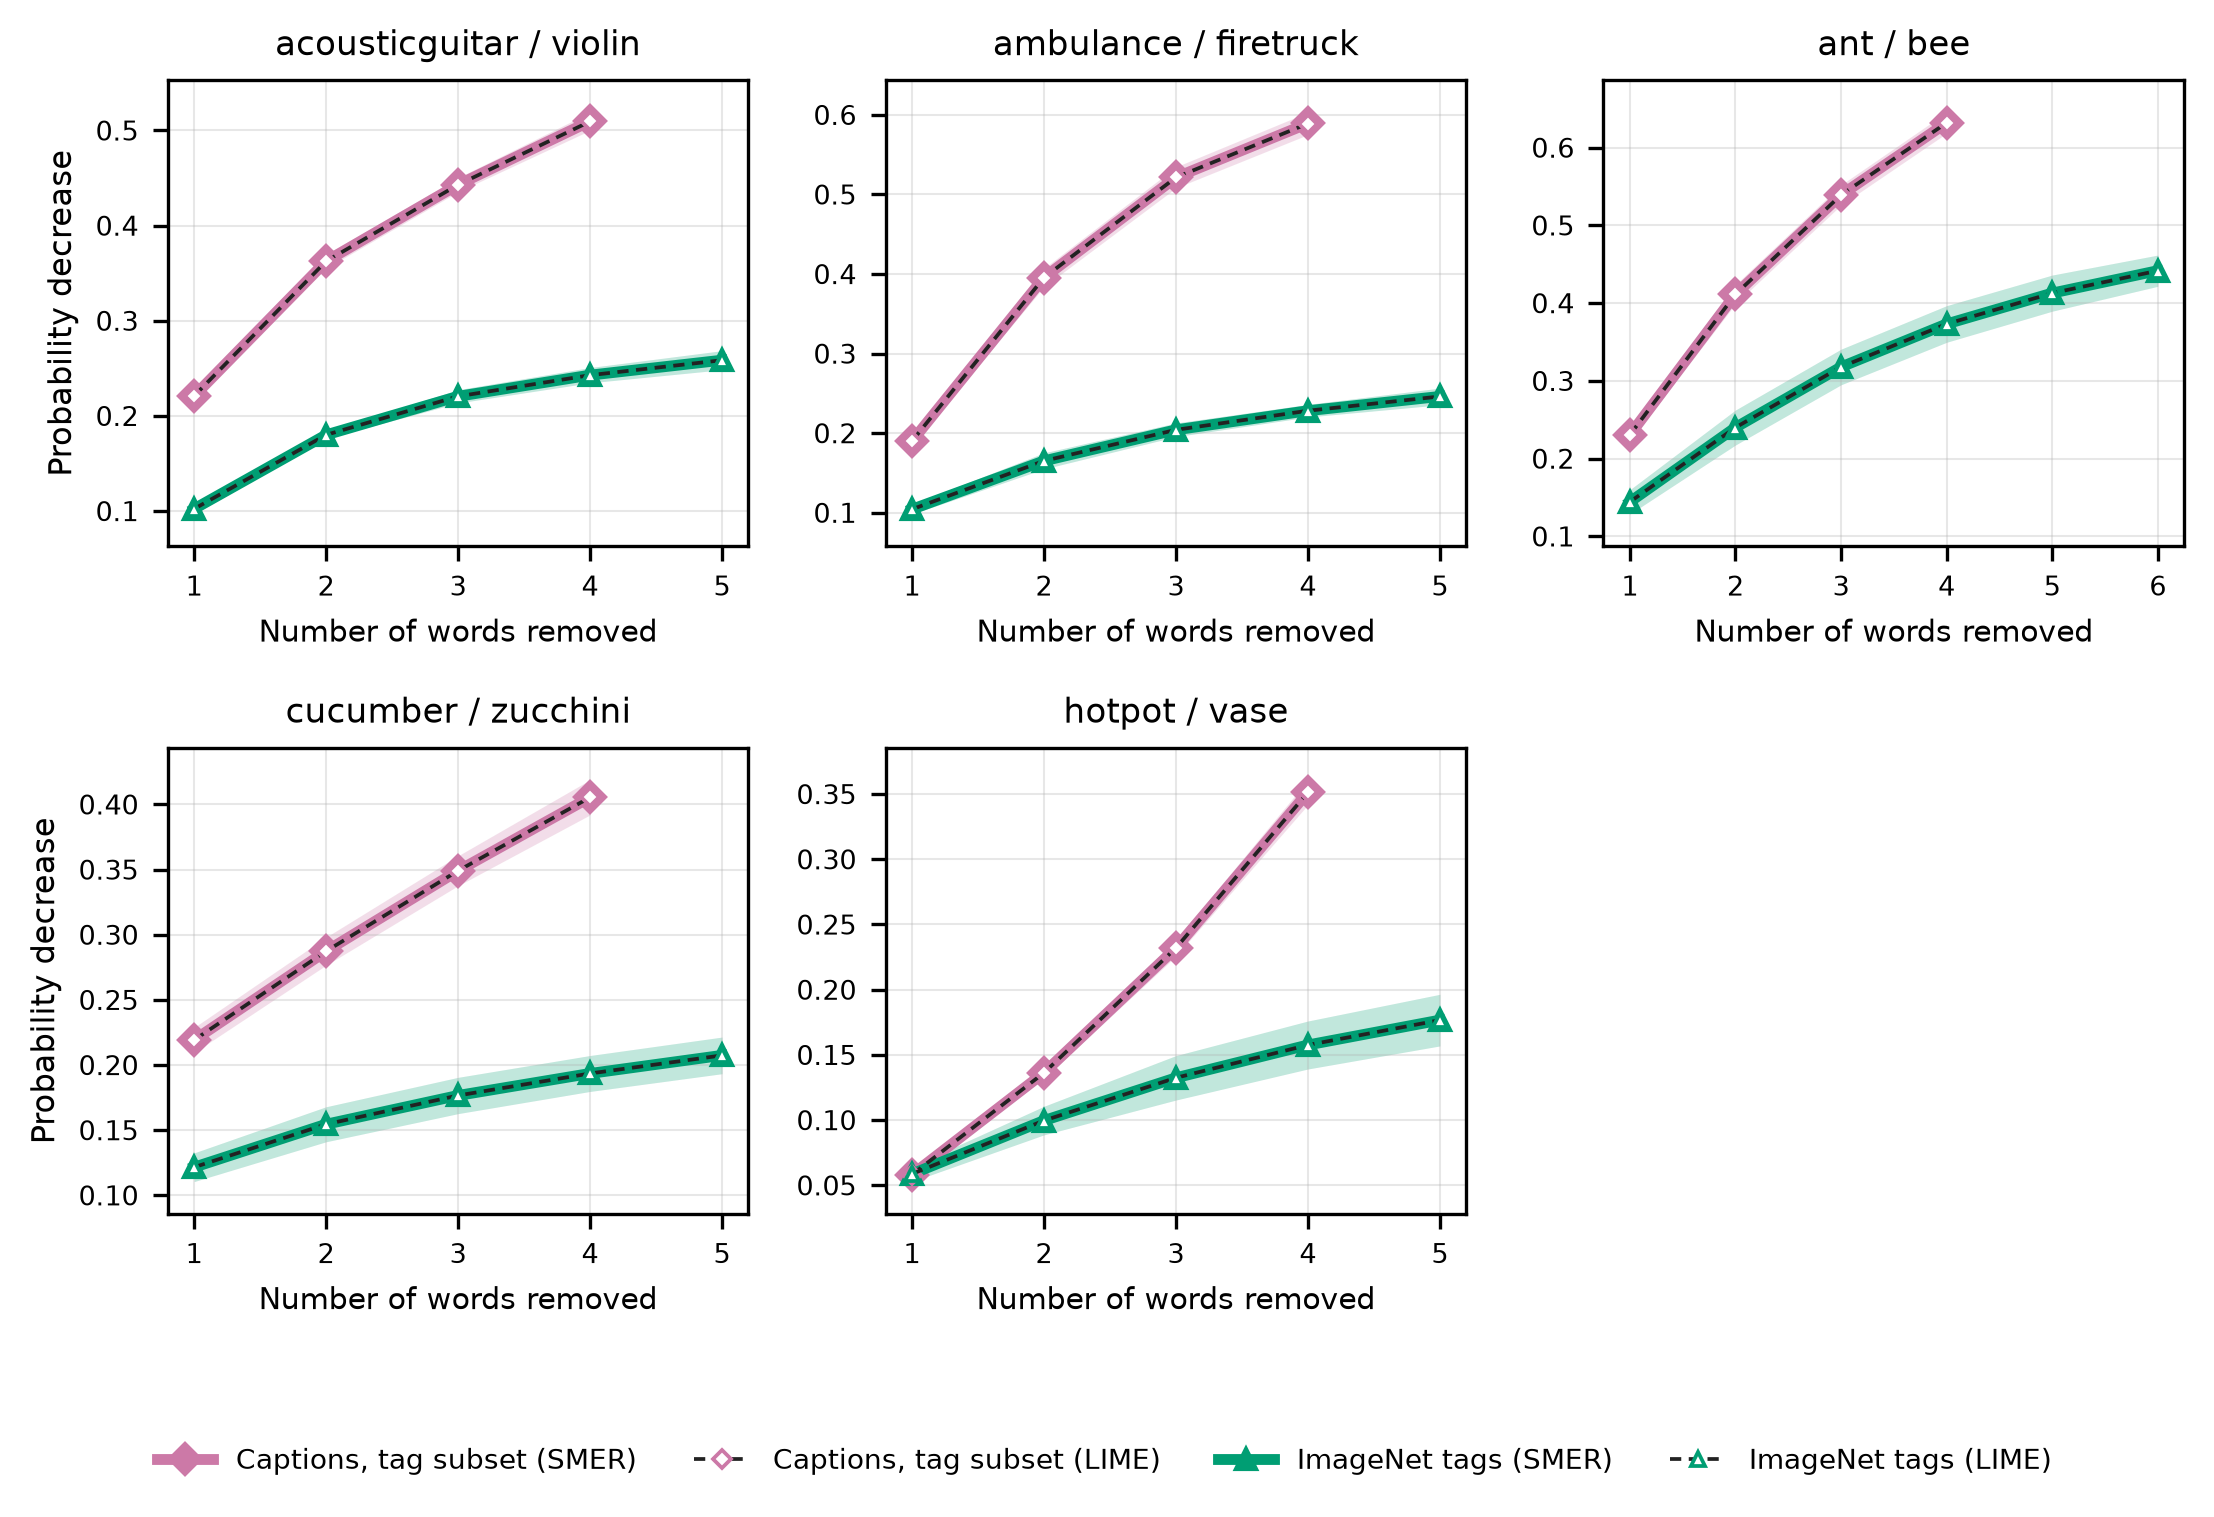 acousticguitar / violin
Probability decrease
0.5
0.4
0.3
0.2
0.1
1 2 3 4 5
Number of words removed
ambulance / firetruck
0.6
0.5
0.4
0.3
0.2
0.1
1 2 3 4 5
Number of words removed
ant / bee
0.6
0.5
0.4
0.3
0.2
0.1
1 2 3 4 5 6
Number of words removed
cucumber / zucchini
Probability decrease
0.40
0.35
0.30
0.25
0.20
0.15
0.10
1 2 3 4 5
Number of words removed
hotpot / vase
0.35
0.30
0.25
0.20
0.15
0.10
0.05
1 2 3 4 5
Number of words removed
Captions, tag subset (SMER) Captions, tag subset (LIME) ImageNet tags (SMER) ImageNet tags (LIME)